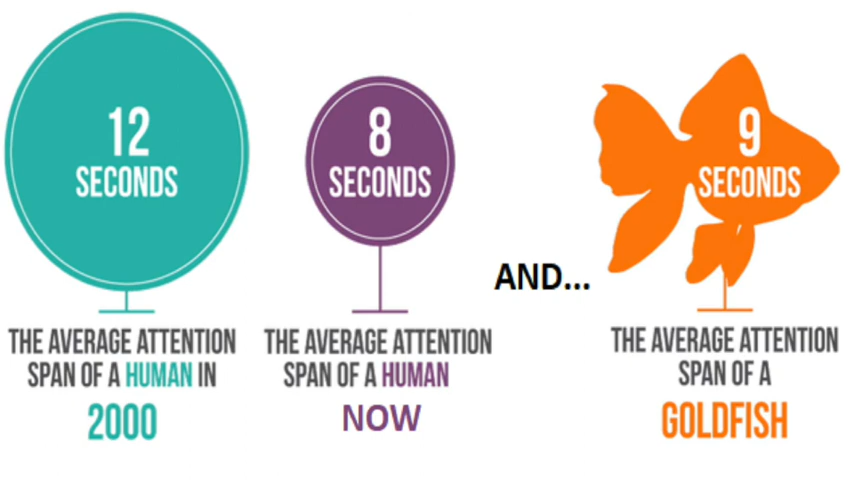 12
SECONDS
THE AVERAGE ATTENTION
SPAN OF A HUMAN IN
2000
8
SECONDS
THE AVERAGE ATTENTION
SPAN OF A HUMAN
NOW
AND...
9
SECONDS
THE AVERAGE ATTENTION
SPAN OF A
GOLDFISH